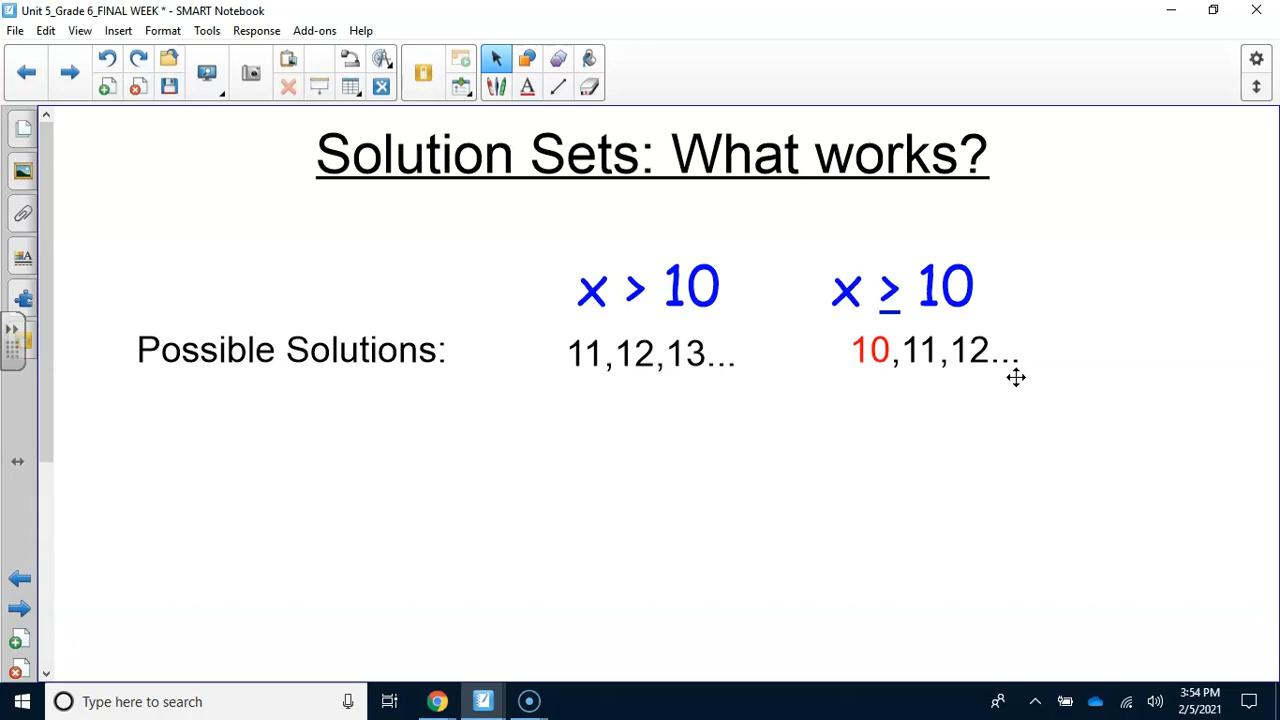 Unit 5_Grade 6_FINAL WEEK * - SMART Notebook
File Edit View Insert Format Tools Response Add-ons Help
Solution Sets: What works?
x > 10 x ≥ 10
Possible Solutions: 11,12,13... 10,11,12...
Type here to search
3:54 PM
2/5/2021